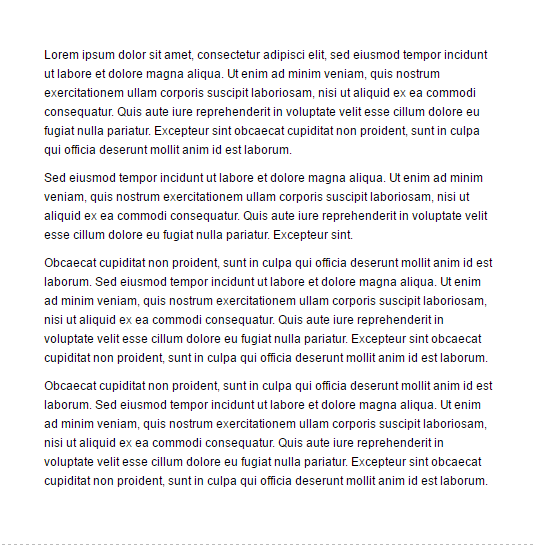 Lorem ipsum dolor sit amet, consectetur adipisci elit, sed eiusmod tempor incidunt
ut labore et dolore magna aliqua. Ut enim ad minim veniam, quis nostrum
exercitationem ullam corporis suscipit laboriosam, nisi ut aliquid ex ea commodi
consequatur. Quis aute iure reprehenderit in voluptate velit esse cillum dolore eu
fugiat nulla pariatur. Excepteur sint obcaecat cupiditat non proident, sunt in culpa
qui officia deserunt mollit anim id est laborum.
Sed eiusmod tempor incidunt ut labore et dolore magna aliqua. Ut enim ad minim
veniam, quis nostrum exercitationem ullam corporis suscipit laboriosam, nisi ut
aliquid ex ea commodi consequatur. Quis aute iure reprehenderit in voluptate velit
esse cillum dolore eu fugiat nulla pariatur. Excepteur sint.
Obcaecat cupiditat non proident, sunt in culpa qui officia deserunt mollit anim id est
laborum. Sed eiusmod tempor incidunt ut labore et dolore magna aliqua. Ut enim
ad minim veniam, quis nostrum exercitationem ullam corporis suscipit laboriosam,
nisi ut aliquid ex ea commodi consequatur. Quis aute iure reprehenderit in
voluptate velit esse cillum dolore eu fugiat nulla pariatur. Excepteur sint obcaecat
cupiditat non proident, sunt in culpa qui officia deserunt mollit anim id est laborum.
Obcaecat cupiditat non proident, sunt in culpa qui officia deserunt mollit anim id est
laborum. Sed eiusmod tempor incidunt ut labore et dolore magna aliqua. Ut enim
ad minim veniam, quis nostrum exercitationem ullam corporis suscipit laboriosam,
nisi ut aliquid ex ea commodi consequatur. Quis aute iure reprehenderit in
voluptate velit esse cillum dolore eu fugiat nulla pariatur. Excepteur sint obcaecat
cupiditat non proident, sunt in culpa qui officia deserunt mollit anim id est laborum.